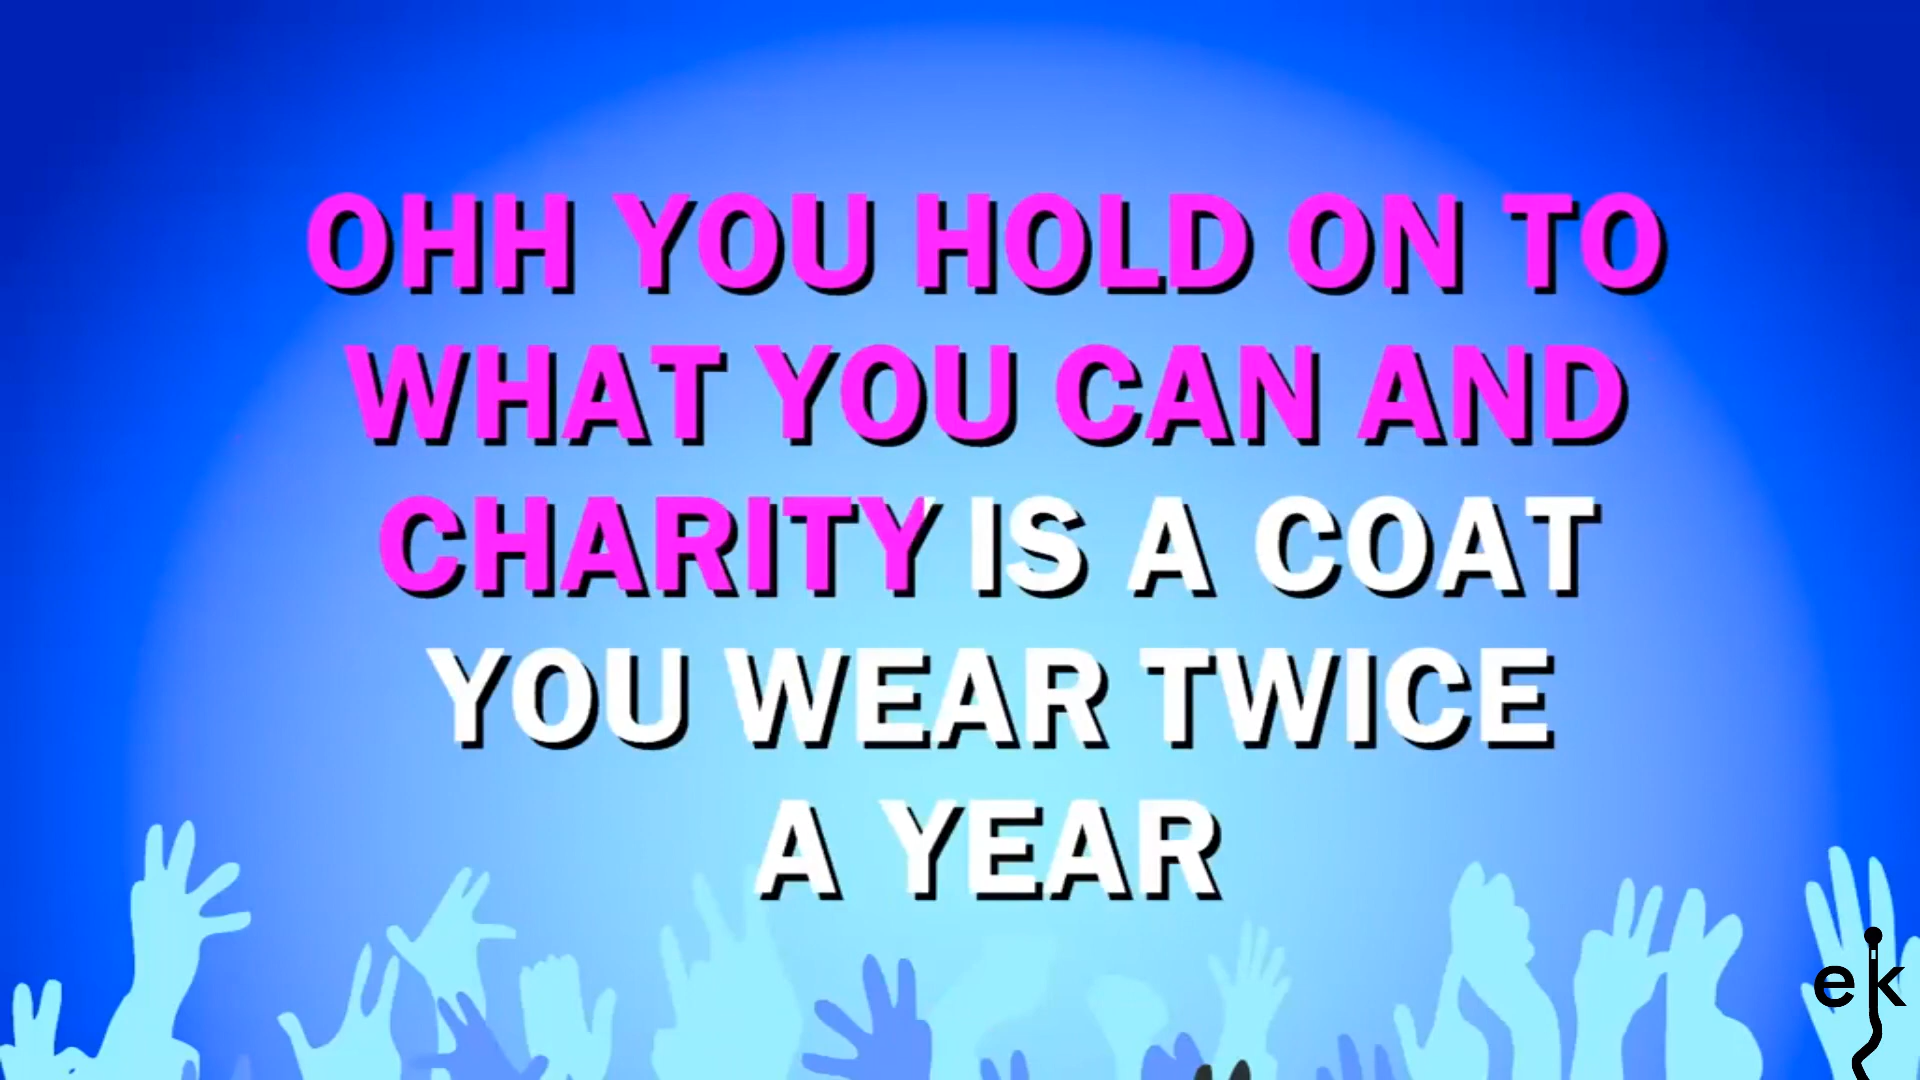 OHH YOU HOLD ON TO
WHAT YOU CAN AND
CHARITY IS A COAT
YOU WEAR TWICE
A YEAR
ek